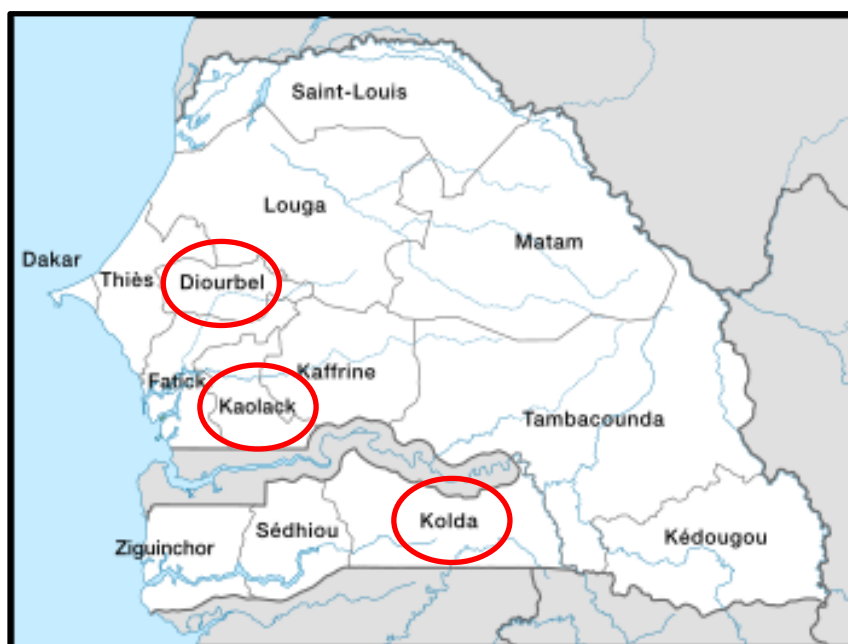 Saint-Louis
Louga
Matam
Dakar
Thiès
Diourbel
Fatick
Kaffrine
Kaolack
Tambacounda
Ziguinchor
Sédhiou
Kolda
Kédougou